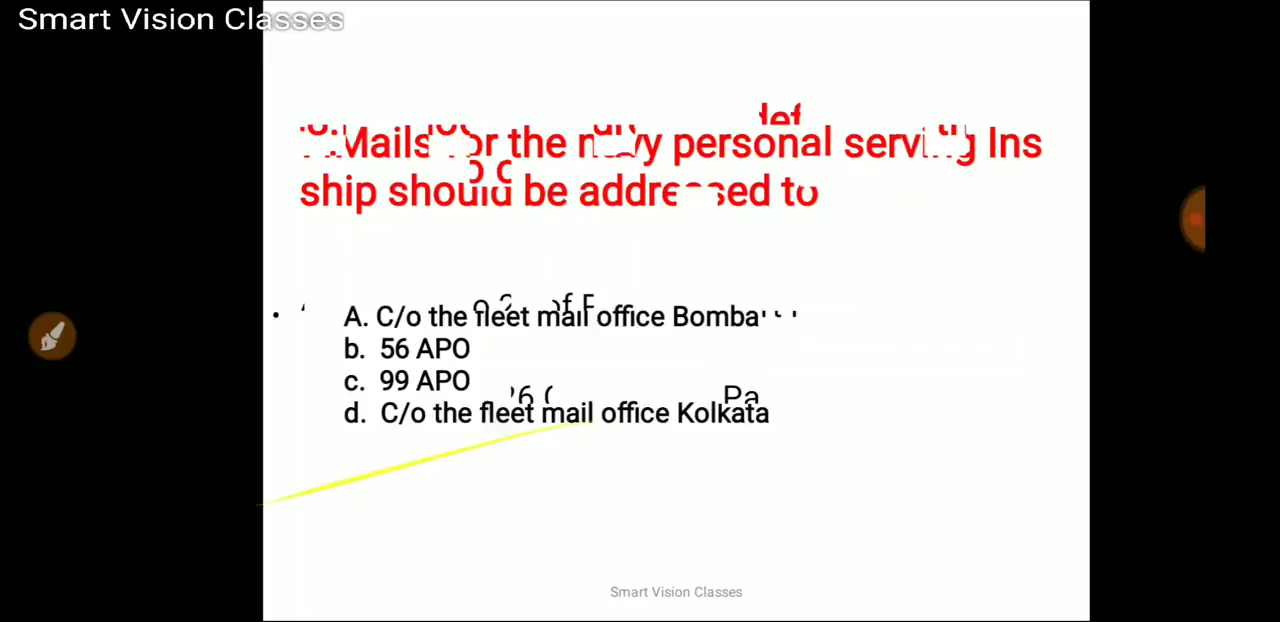 Smart Vision Classes
Mails for the navy personal serving Ins
ship should be addressed to
A. C/o the fleet mail office Bomba
b. 56 APO
c. 99 APO
d. C/o the fleet mail office Kolkata
Smart Vision Classes